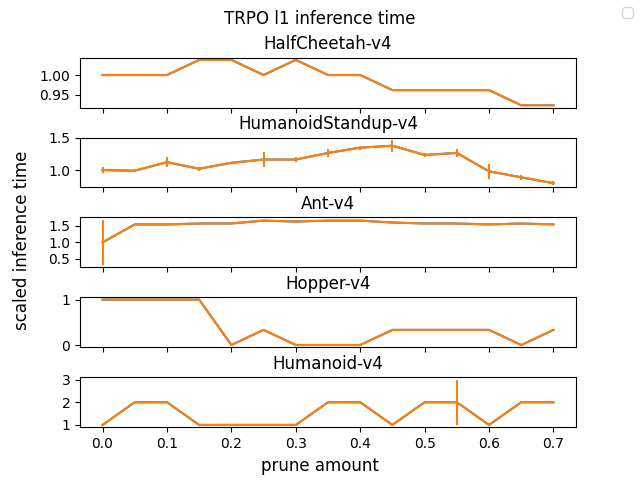 TRPO l1 inference time
HalfCheetah-v4
1.00
0.95
HumanoidStandup-v4
1.5
1.0
Ant-v4
1.5
1.0
0.5
scaled inference time
Hopper-v4
1
0
Humanoid-v4
3
2
1
0.0 0.1 0.2 0.3 0.4 0.5 0.6 0.7
prune amount